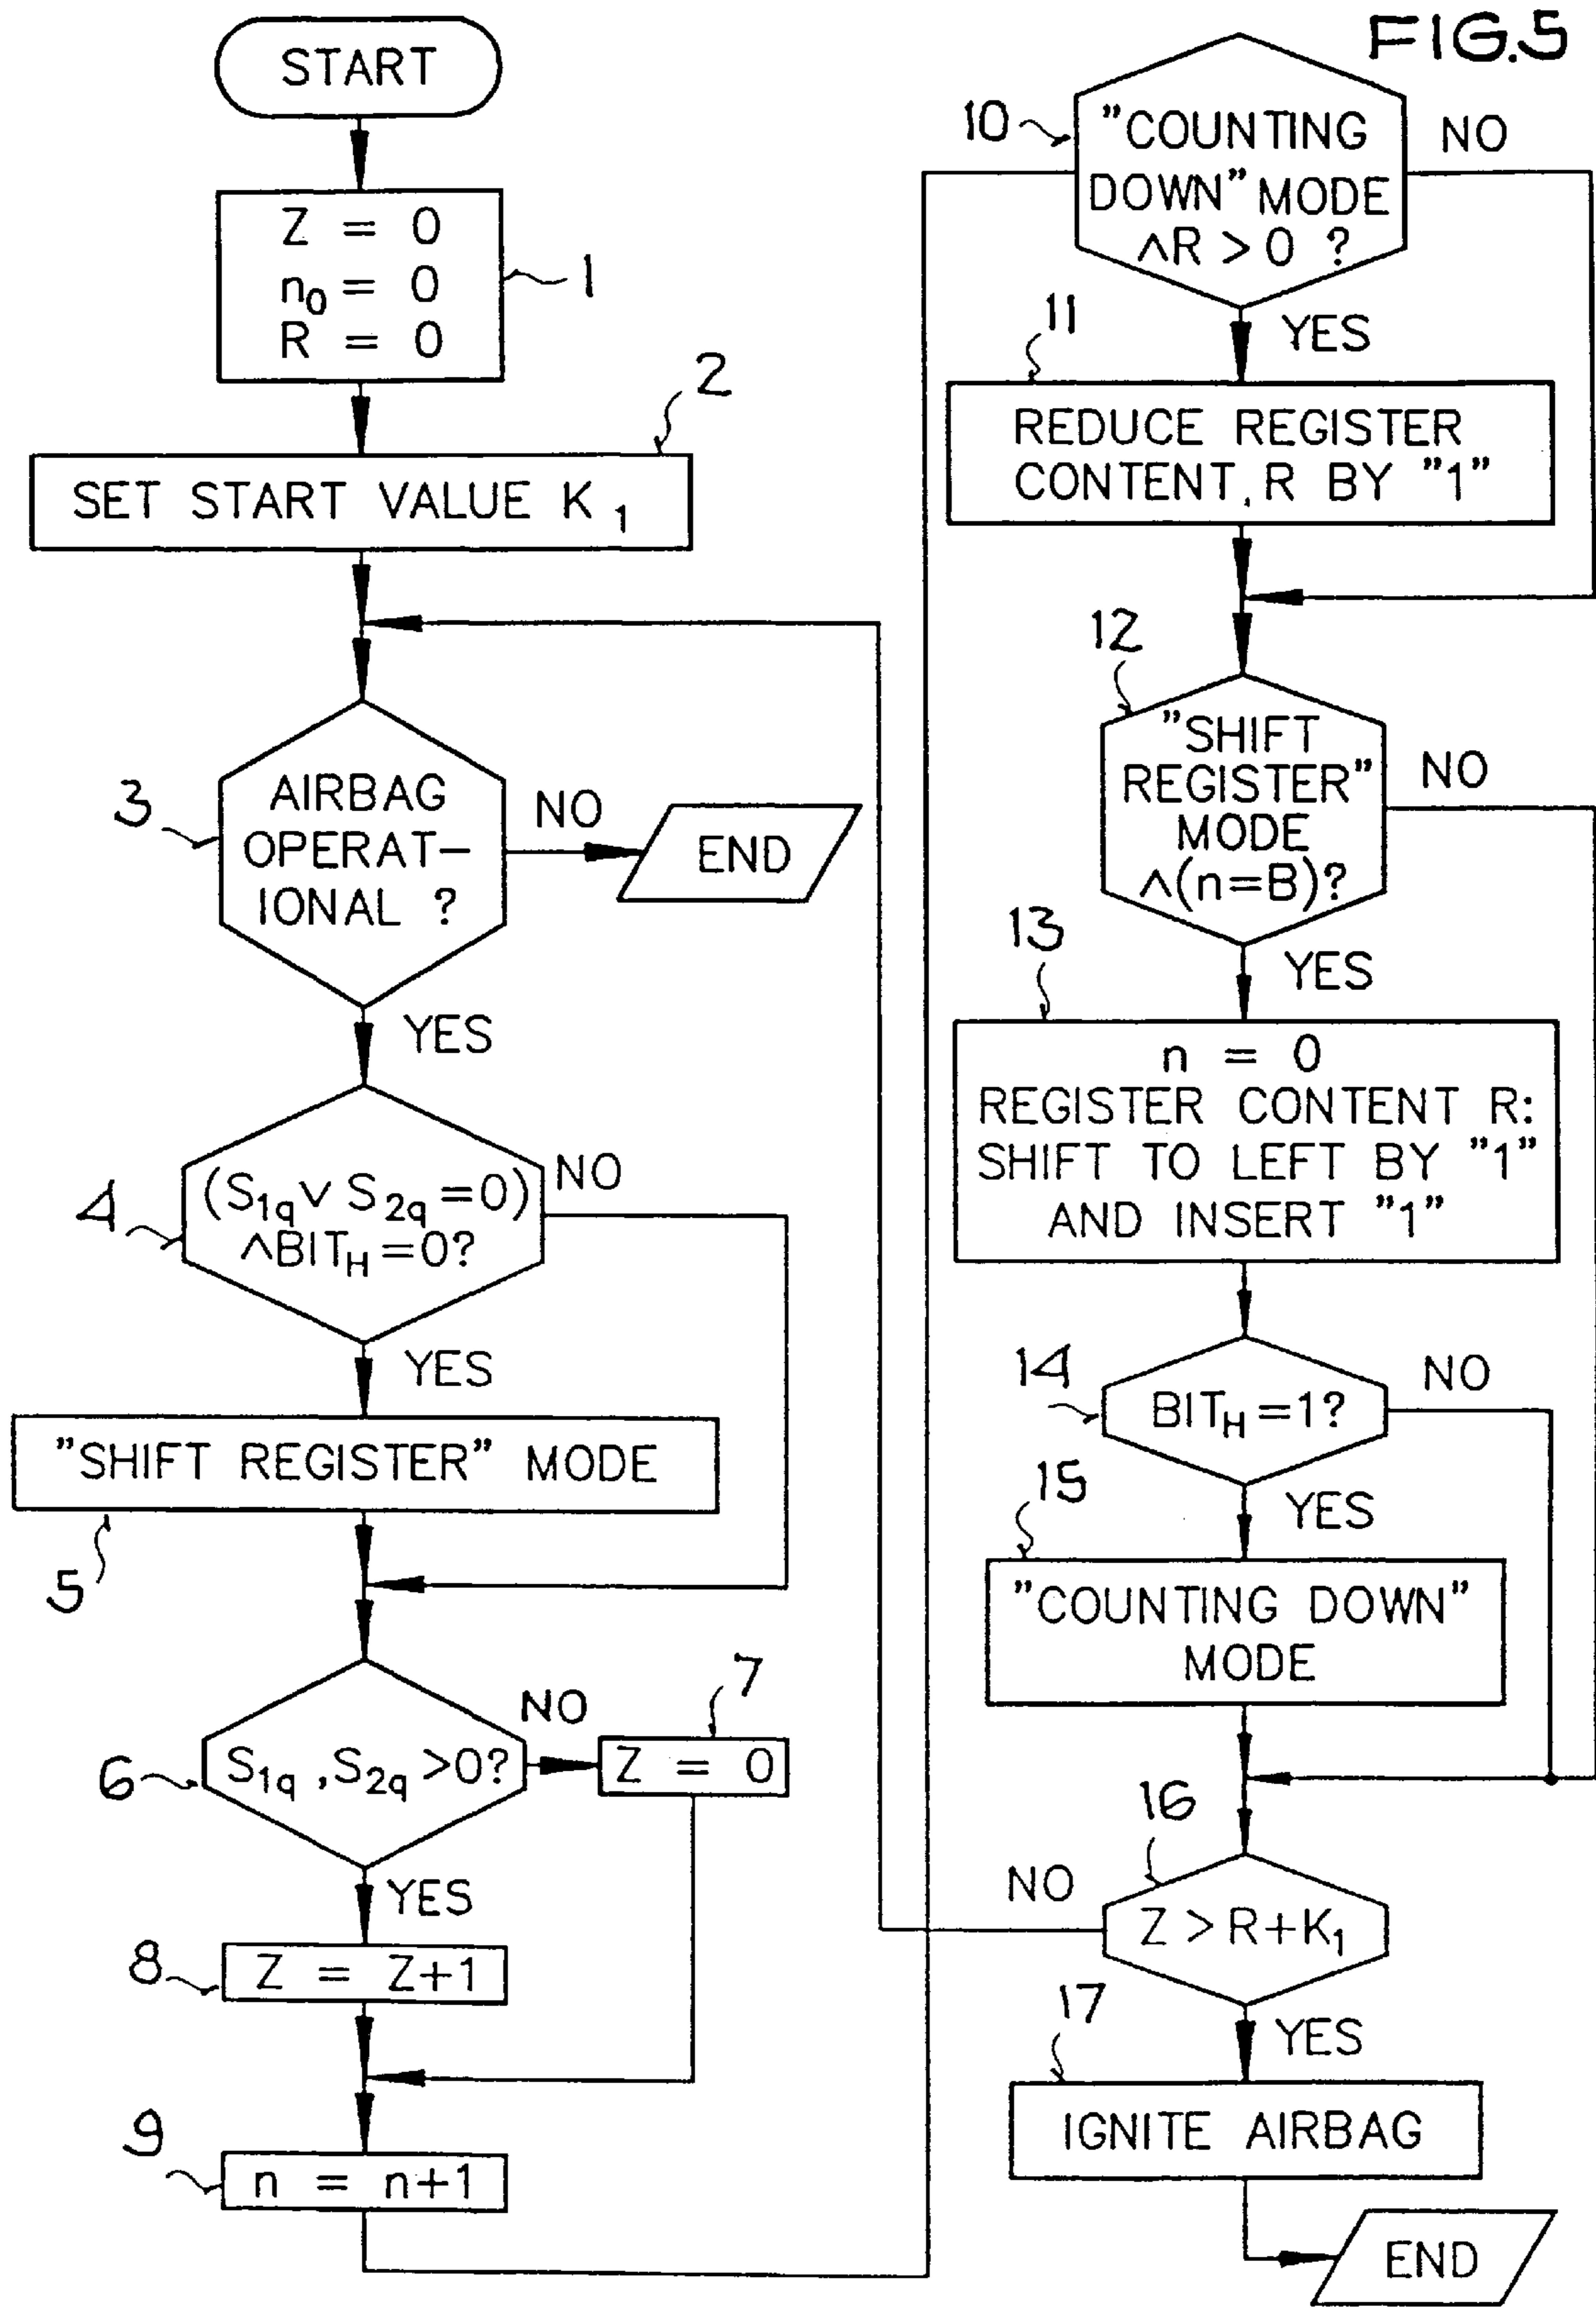 FIG.5
START
Z = 0
n₀ = 0
R = 0
1
2
SET START VALUE K₁
3
AIRBAG
OPERAT-
IONAL ?
NO
END
YES
4
(S₁q ∨ S₂q = 0)
∧BIT_H = 0?
NO
YES
"SHIFT REGISTER" MODE
5
6
S₁q , S₂q > 0?
NO
7
Z = 0
YES
8
Z = Z+1
9
n = n+1
10
"COUNTING
DOWN" MODE
∧R > 0 ?
NO
YES
11
REDUCE REGISTER
CONTENT, R BY "1"
12
"SHIFT
REGISTER"
MODE
∧(n=B)?
NO
YES
13
n = 0
REGISTER CONTENT R:
SHIFT TO LEFT BY "1"
AND INSERT "1"
14
BIT_H = 1?
NO
YES
15
"COUNTING DOWN"
MODE
16
Z > R+K₁
NO
YES
17
IGNITE AIRBAG
END